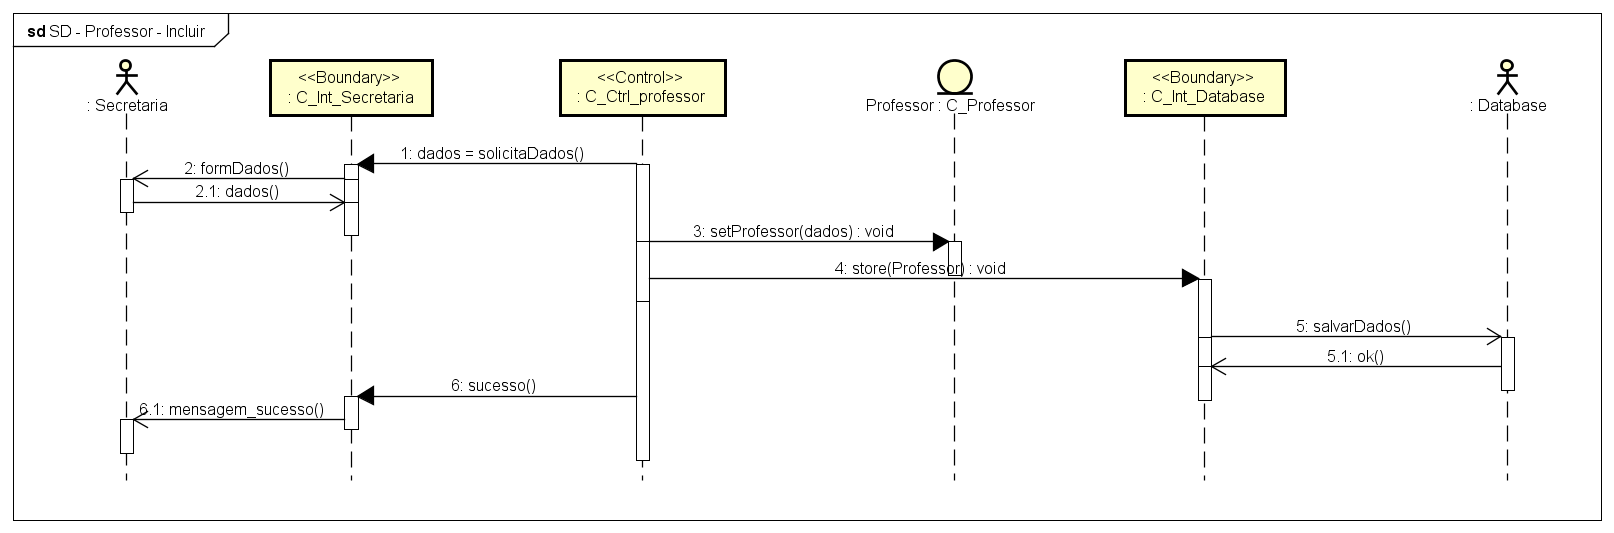 sd SD - Professor - Incluir
: Secretaria
<<Boundary>>
: C_Int_Secretaria
<<Control>>
: C_Ctrl_professor
Professor : C_Professor
<<Boundary>>
: C_Int_Database
: Database
1: dados = solicitaDados()
2: formDados()
2.1: dados()
3: setProfessor(dados) : void
4: store(Professor) : void
5: salvarDados()
5.1: ok()
6: sucesso()
6.1: mensagem_sucesso()